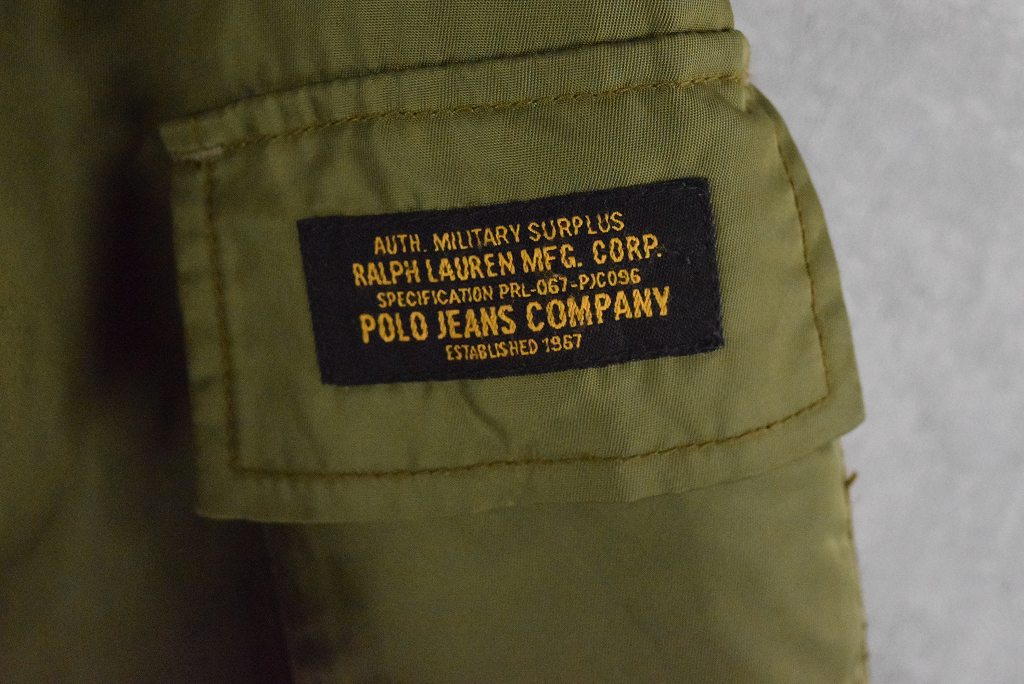 AUTH. MILITARY SURPLUS
RALPH LAUREN MFG. CORP.
SPECIFICATION PRL-067-PJC096
POLO JEANS COMPANY
ESTABLISHED 1967